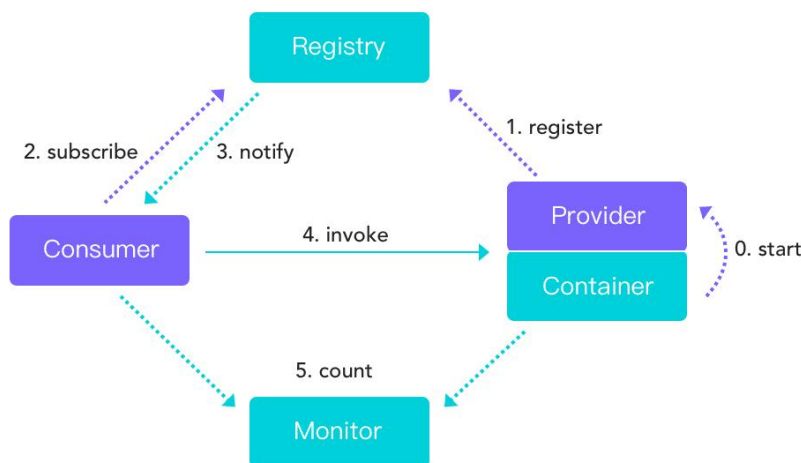 Registry
1. register
2. subscribe
3. notify
Provider
Consumer
4. invoke
0. start
Container
5. count
Monitor